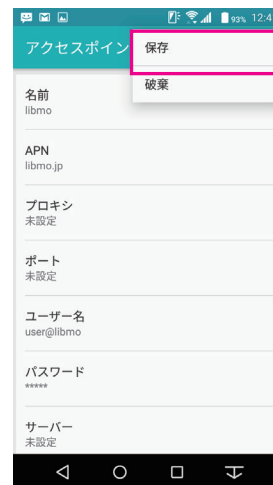 93% 12:4
アクセスポイン
保存
破棄
名前
libmo
APN
libmo.jp
プロキシ
未設定
ポート
未設定
ユーザー名
user@libmo
パスワード
*****
サーバー
未設定